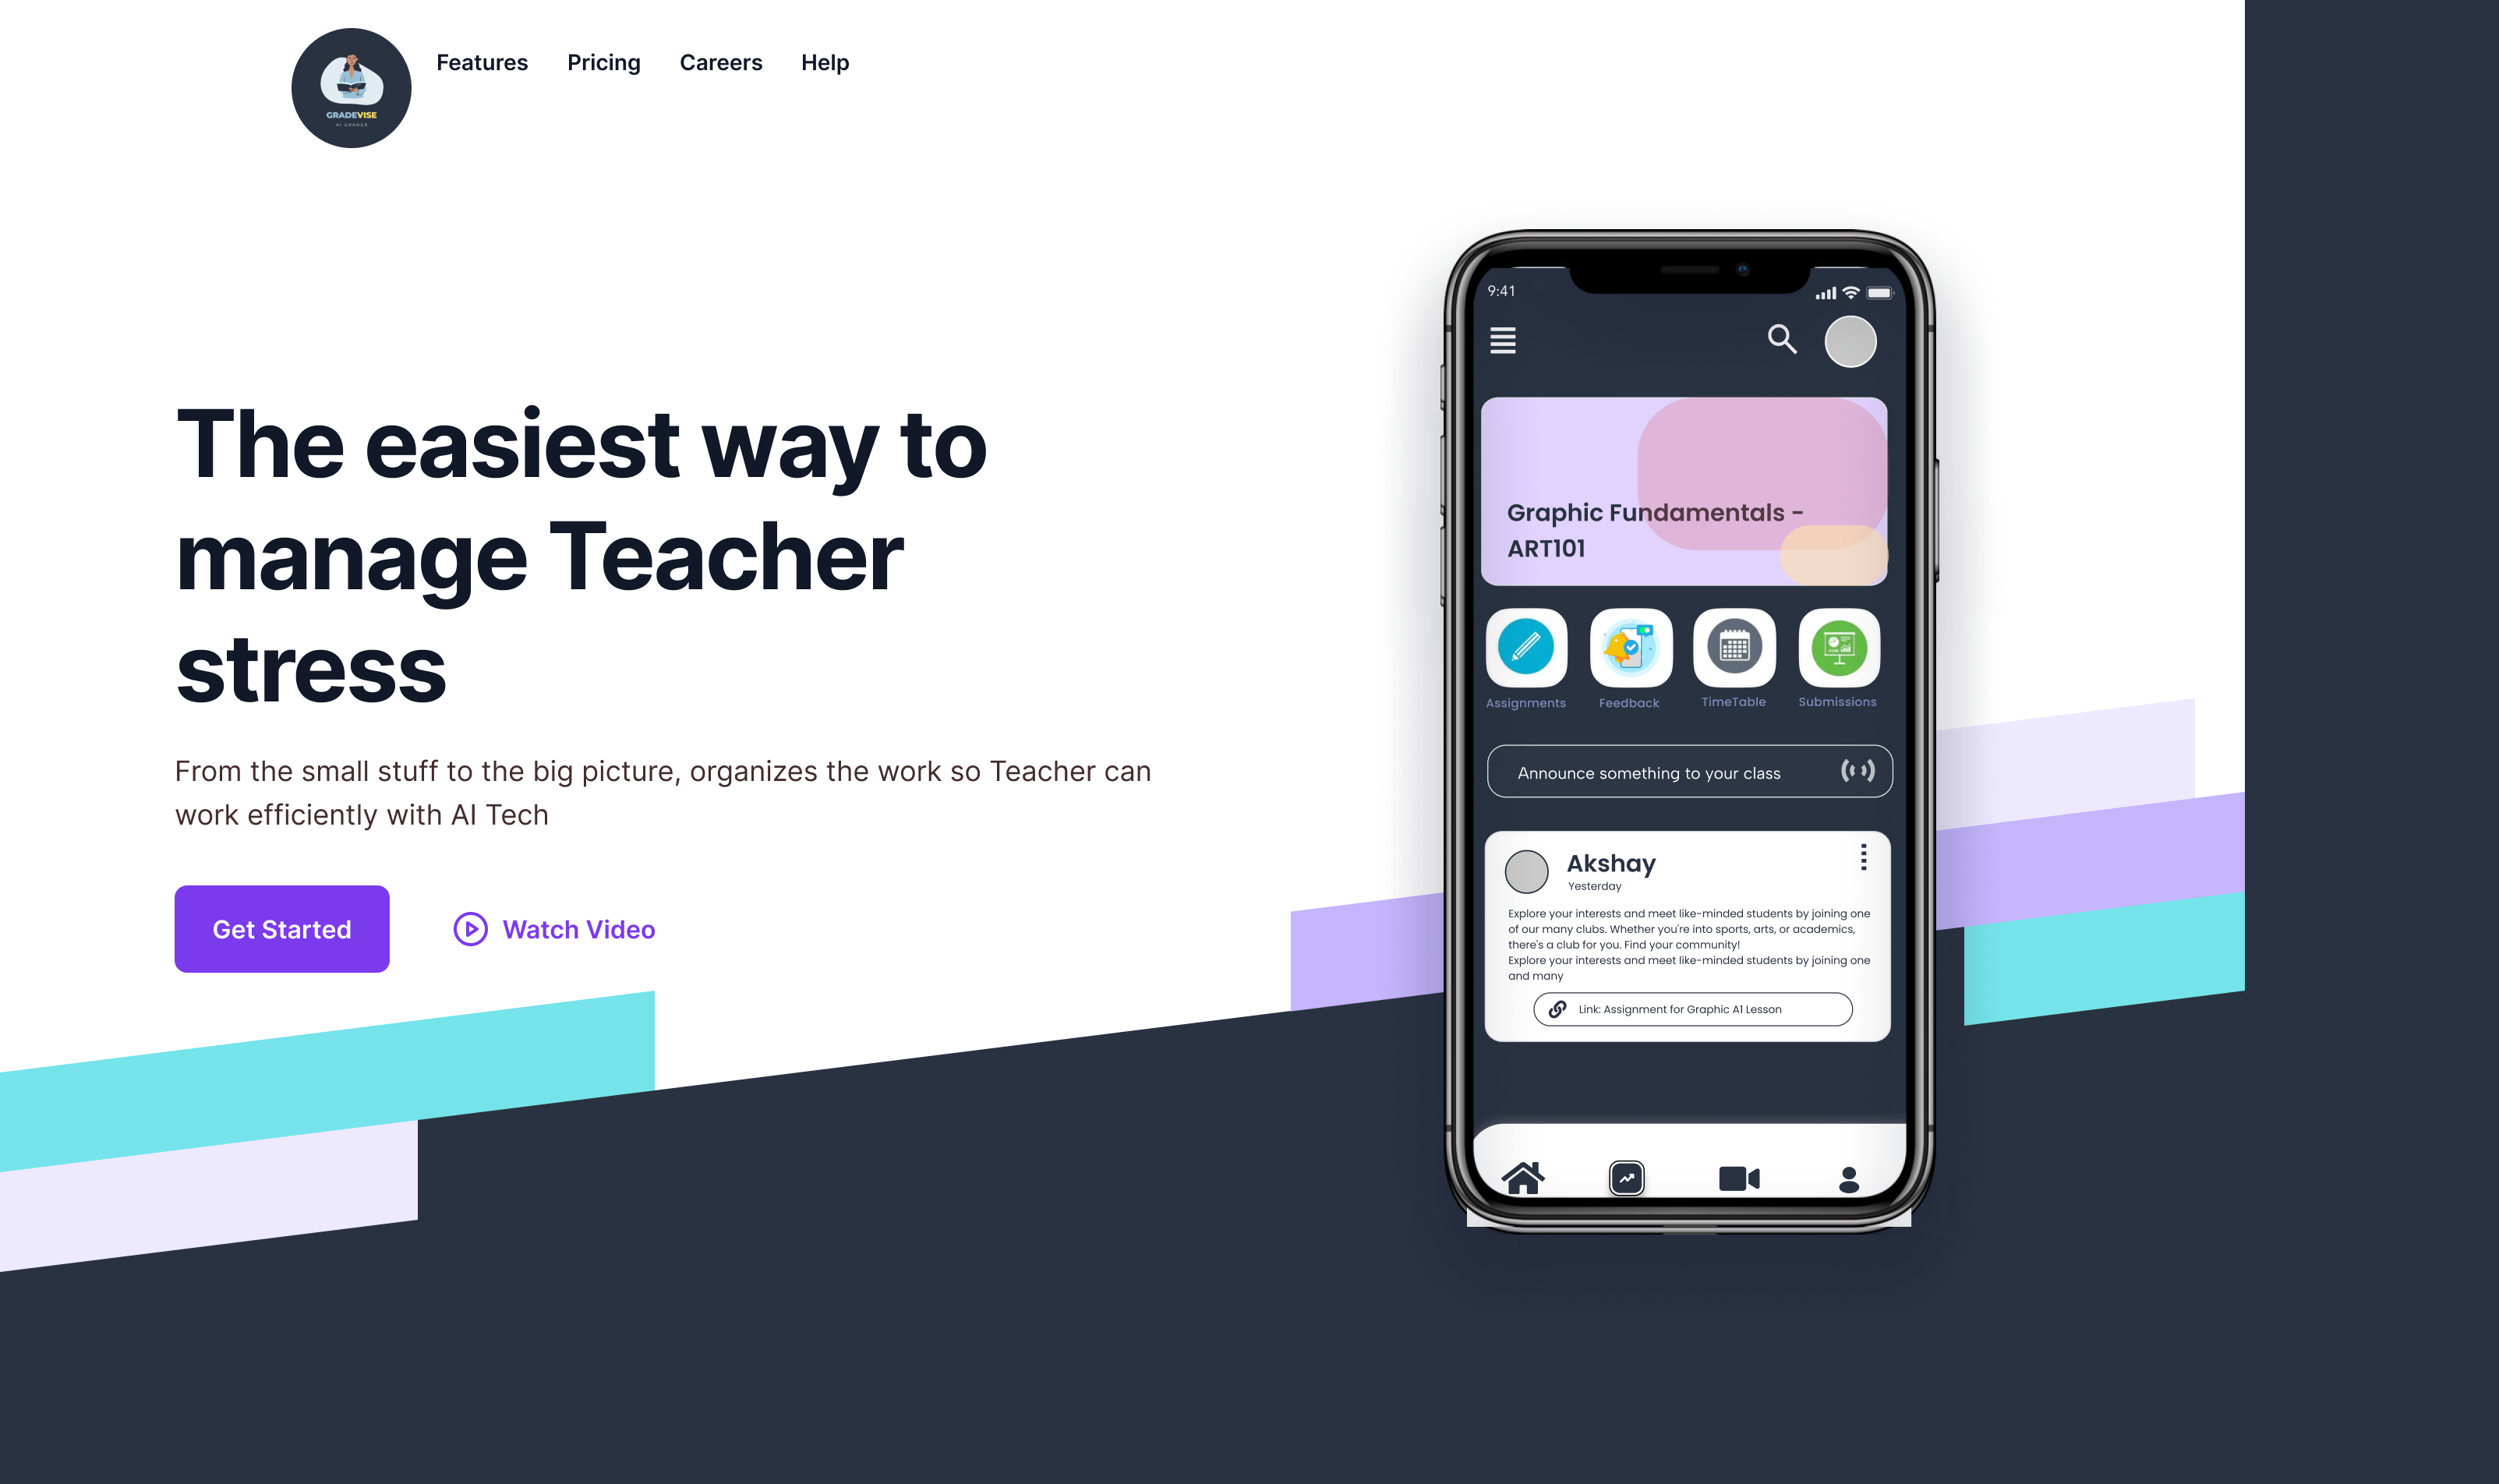 Features Pricing Careers Help
GRADEVISE
AI GRADER
The easiest way to
manage Teacher
stress
From the small stuff to the big picture, organizes the work so Teacher can
work efficiently with AI Tech
Get Started
Watch Video
9:41
Graphic Fundamentals -
ART101
Assignments Feedback TimeTable Submissions
Announce something to your class
Akshay
Yesterday
Explore your interests and meet like-minded students by joining one
of our many clubs. Whether you're into sports, arts, or academics,
there's a club for you. Find your community!
Explore your interests and meet like-minded students by joining one
and many
Link: Assignment for Graphic A1 Lesson